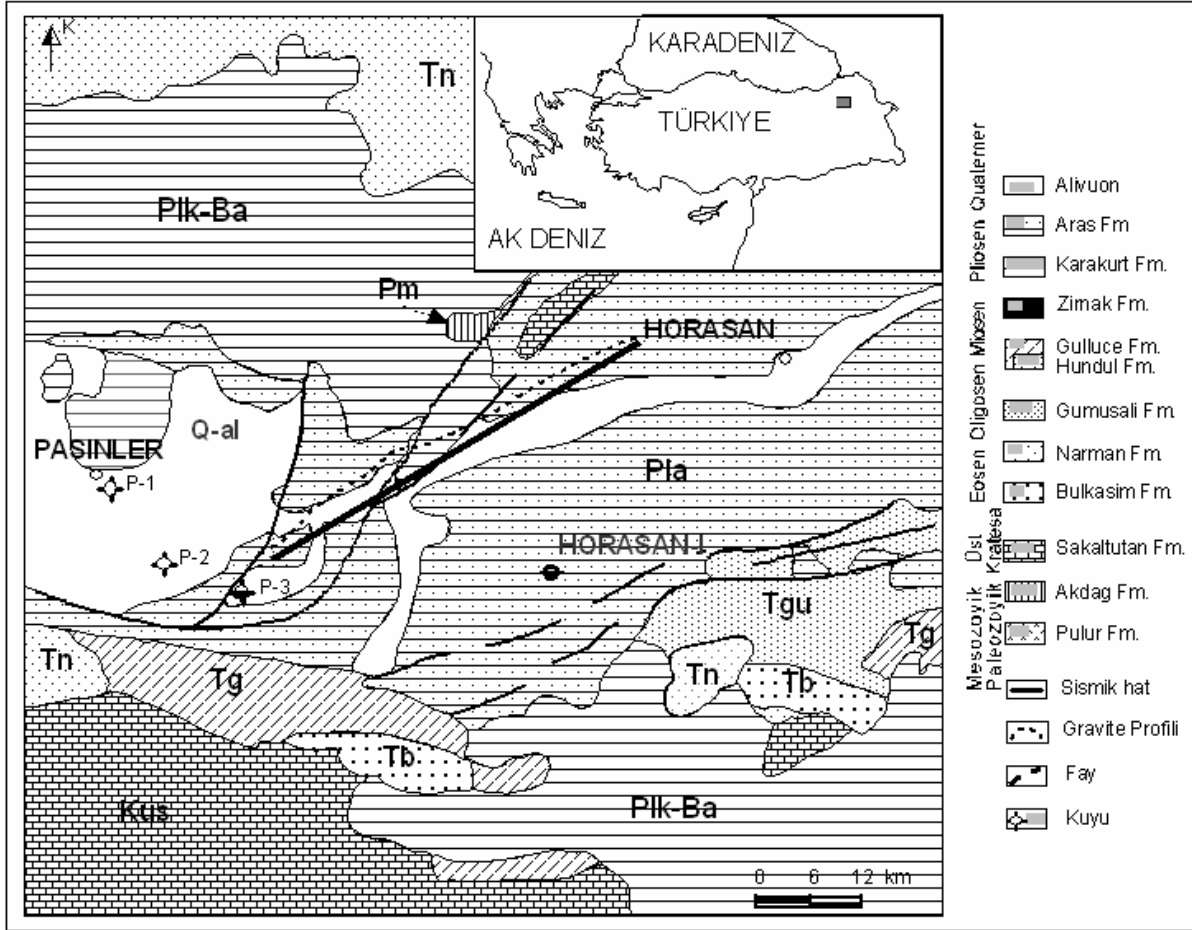 K
Tn
KARADENIZ
TÜRKIYE
AK DENIZ
Plk-Ba
Pm
HORASAN
Q-al
PASINLER
P-1
Pla
P-2
HORASAN-I
P-3
Tgu
Tg
Tn
Tg
Tn
Tb
Tb
Kus
Plk-Ba
0 6 12 km
Pliosen Quaterner
Eosen Oligosen Miosen
Üst Kratesa
Mesozoyik
Paleozoyik
Alivuon
Aras Fm
Karakurt Fm.
Zimak Fm.
Gulluce Fm.
Hundul Fm.
Gumusali Fm.
Narman Fm.
Bulkasim Fm.
Sakaltutan Fm.
Akdag Fm.
Pulur Fm.
Sismik hat
Gravite Profili
Fay
Kuyu